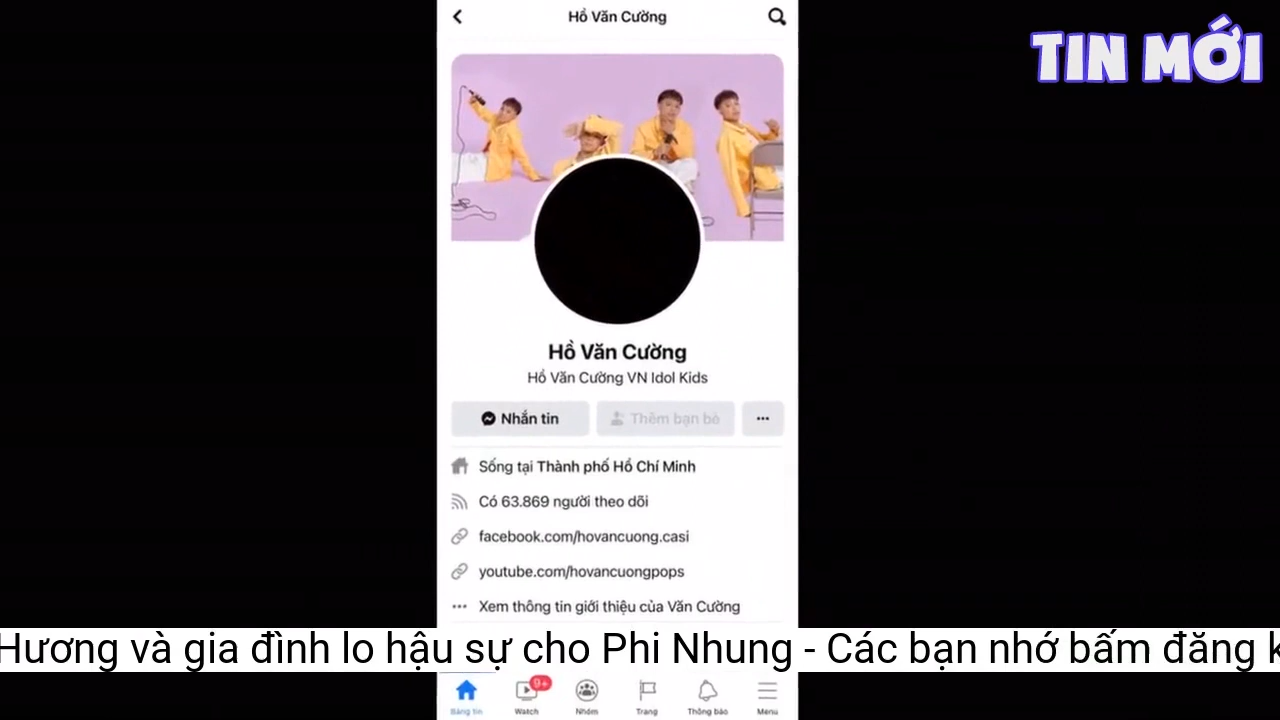 Hồ Văn Cường
TIN MỚI
Hồ Văn Cường
Hồ Văn Cường VN Idol Kids
Nhắn tin
Thêm bạn bè
Sống tại Thành phố Hồ Chí Minh
Có 63.869 người theo dõi
facebook.com/hovancuong.casi
youtube.com/hovancuongpops
Xem thông tin giới thiệu của Văn Cường
Hương và gia đình lo hậu sự cho Phi Nhung - Các bạn nhớ bấm đăng k
9+
Bảng tin
Watch
Nhóm
Trang
Thông báo
Menu